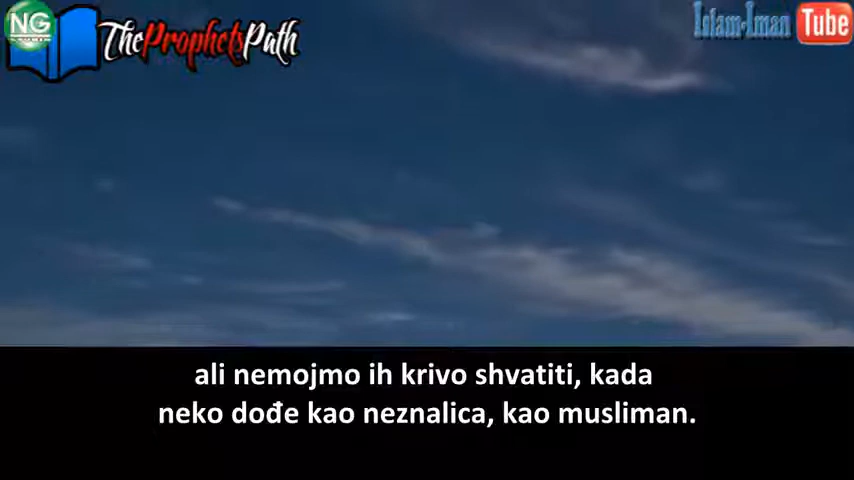 NG
TheProphetsPath
Islam-Iman Tube
ali nemojmo ih krivo shvatiti, kada
neko dođe kao neznalica, kao musliman.